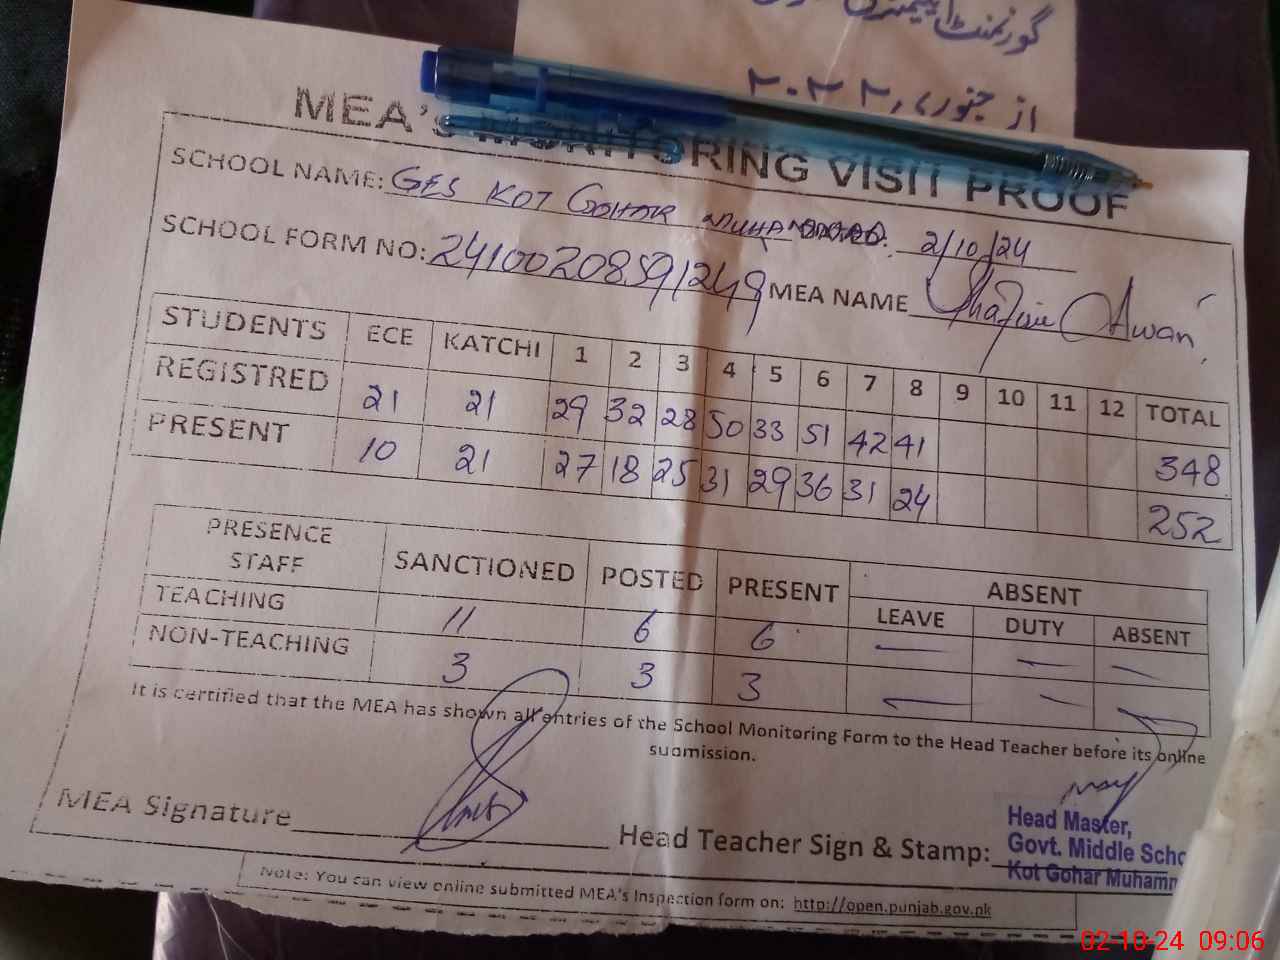 گورنمنٹ
از جنوری ۲۰۲۲
MEA's MONITORING VISIT PROOF
SCHOOL NAME: GES KOT GOHAR MUHAMMAD. 2/10/24
SCHOOL FORM NO: 24100208591249 MEA NAME Awan
STUDENTS ECE KATCHI 1 2 3 4 5 6 7 8 9 10 11 12 TOTAL
REGISTRED 21 21 29 32 28 50 33 51 42 41 348
PRESENT 10 21 27 18 25 31 29 36 31 24 252
PRESENCE STAFF SANCTIONED POSTED PRESENT ABSENT
LEAVE DUTY ABSENT
TEACHING 11 6 6 — — —
NON-TEACHING 3 3 3 — — —
It is certified that the MEA has shown all entries of the School Monitoring Form to the Head Teacher before its online
suomission.
MEA Signature
Head Teacher Sign & Stamp:
Head Master,
Govt. Middle Scho
Kot Gohar Muhamm
Note: You can view online submitted MEA's Inspection form on: http://open.punjab.gov.pk
02-10-24 09:06